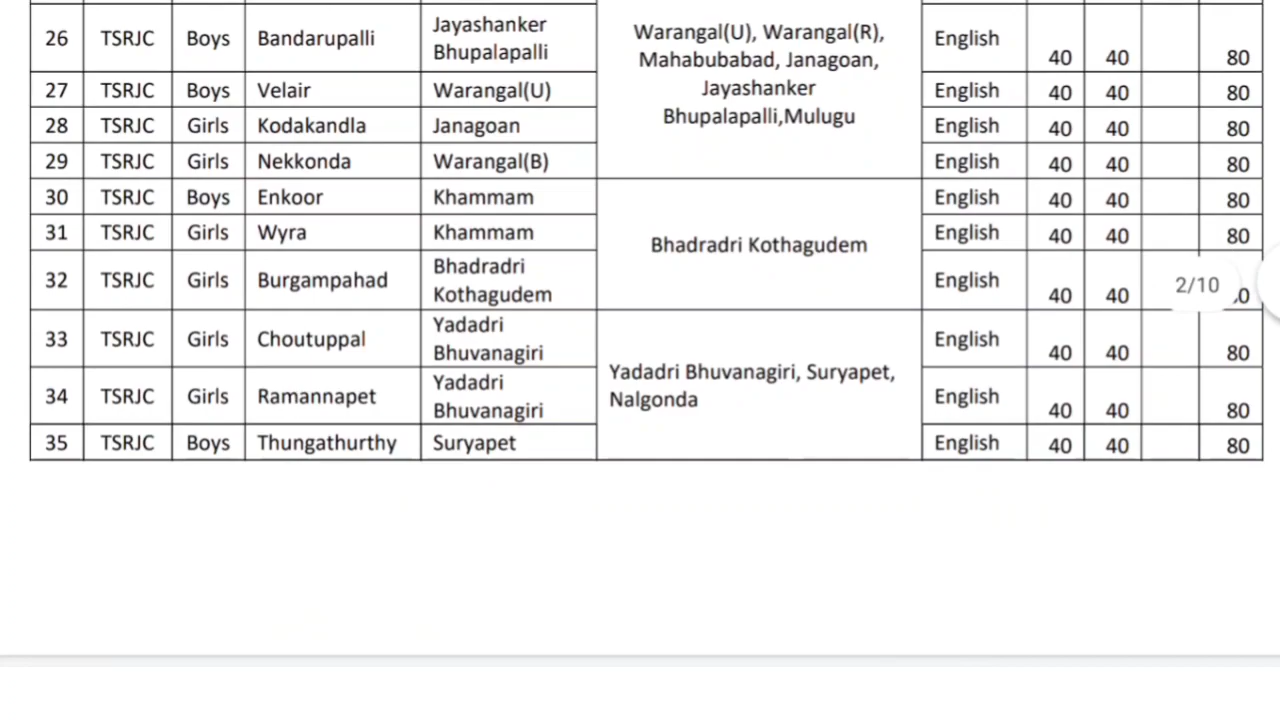 26 TSRJC Boys Bandarupalli Jayashanker Bhupalapalli Warangal(U), Warangal(R), English 40 40 80
Mahabubabad, Janagoan,
Jayashanker
Bhupalapalli,Mulugu
27 TSRJC Boys Velair Warangal(U) English 40 40 80
28 TSRJC Girls Kodakandla Janagoan English 40 40 80
29 TSRJC Girls Nekkonda Warangal(B) English 40 40 80
30 TSRJC Boys Enkoor Khammam English 40 40 80
31 TSRJC Girls Wyra Khammam Bhadradri Kothagudem English 40 40 80
32 TSRJC Girls Burgampahad Bhadradri Kothagudem English 40 40
2/10
33 TSRJC Girls Choutuppal Yadadri Bhuvanagiri English 40 40 80
Yadadri Bhuvanagiri, Suryapet,
Nalgonda
34 TSRJC Girls Ramannapet Yadadri Bhuvanagiri English 40 40 80
35 TSRJC Boys Thungathurthy Suryapet English 40 40 80